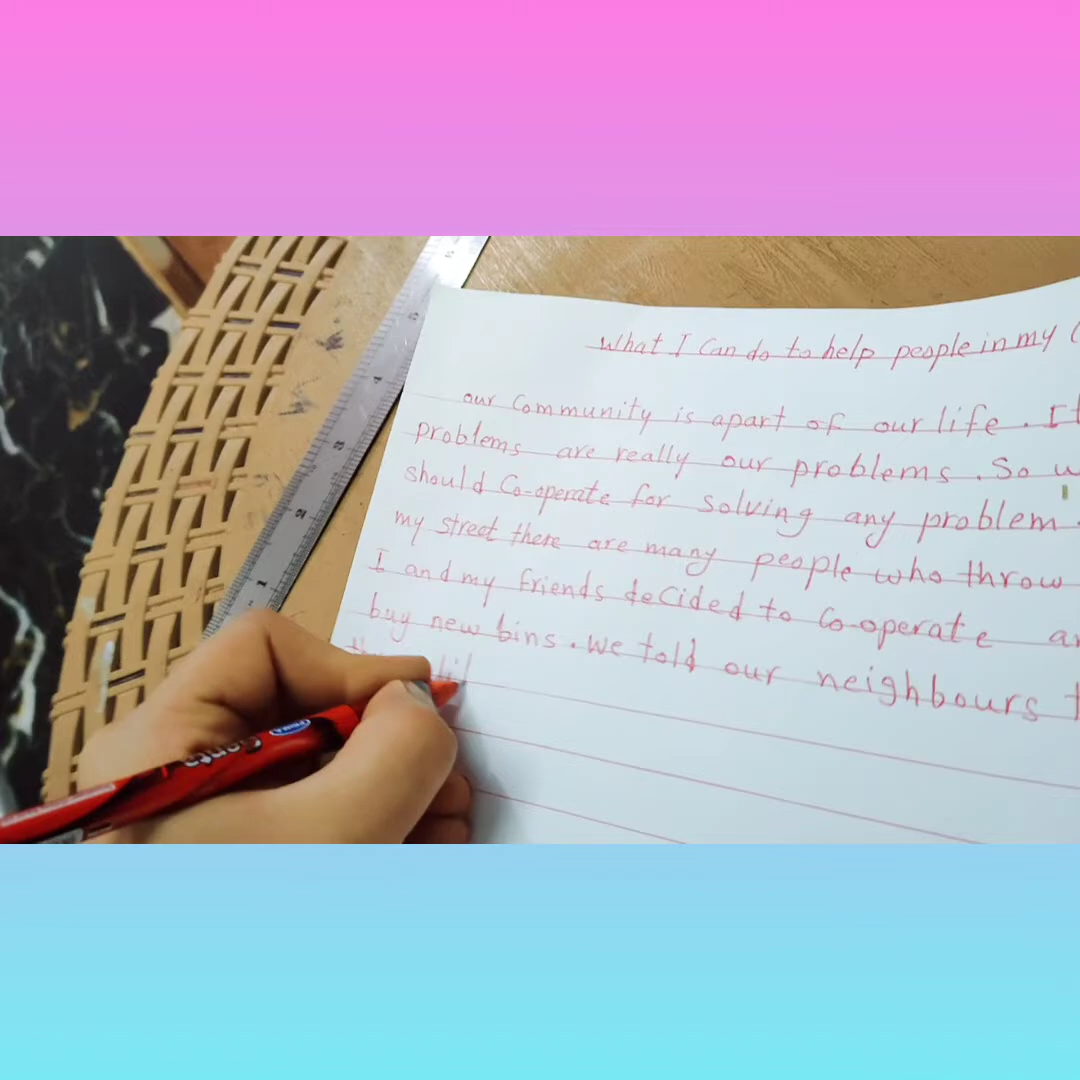 What I Can do to help people in my
our Community is apart of our life. It
problems are really our problems. So
should Co-operate for solving any problem
my street there are many people who throw
I and my friends decided to Co-operate
buy new bins. We told our neighbours